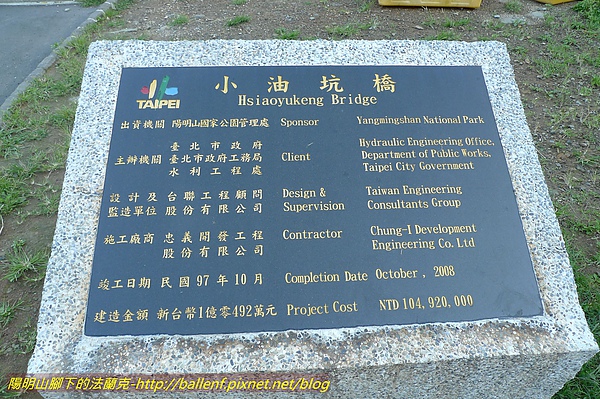 TAIPEI
小油坑橋
Hsiaoyukeng Bridge
出資機關 陽明山國家公園管理處 Sponsor Yangmingshan National Park
主辦機關
臺北市政府
臺北市政府工務局
水利工程處
Client
Hydraulic Engineering Office,
Department of Public Works,
Taipei City Government
設計及
監造單位
台聯工程顧問
股份有限公司
Design &
Supervision
Taiwan Engineering
Consultants Group
施工廠商
忠義開發工程
股份有限公司
Contractor
Chung-I Development
Engineering Co. Ltd
竣工日期 民國97年10月 Completion Date October , 2008
建造金額 新台幣1億零492萬元 Project Cost NTD 104,920,000
陽明山腳下的法蘭克-http://ballenf.pixnet.net/blog